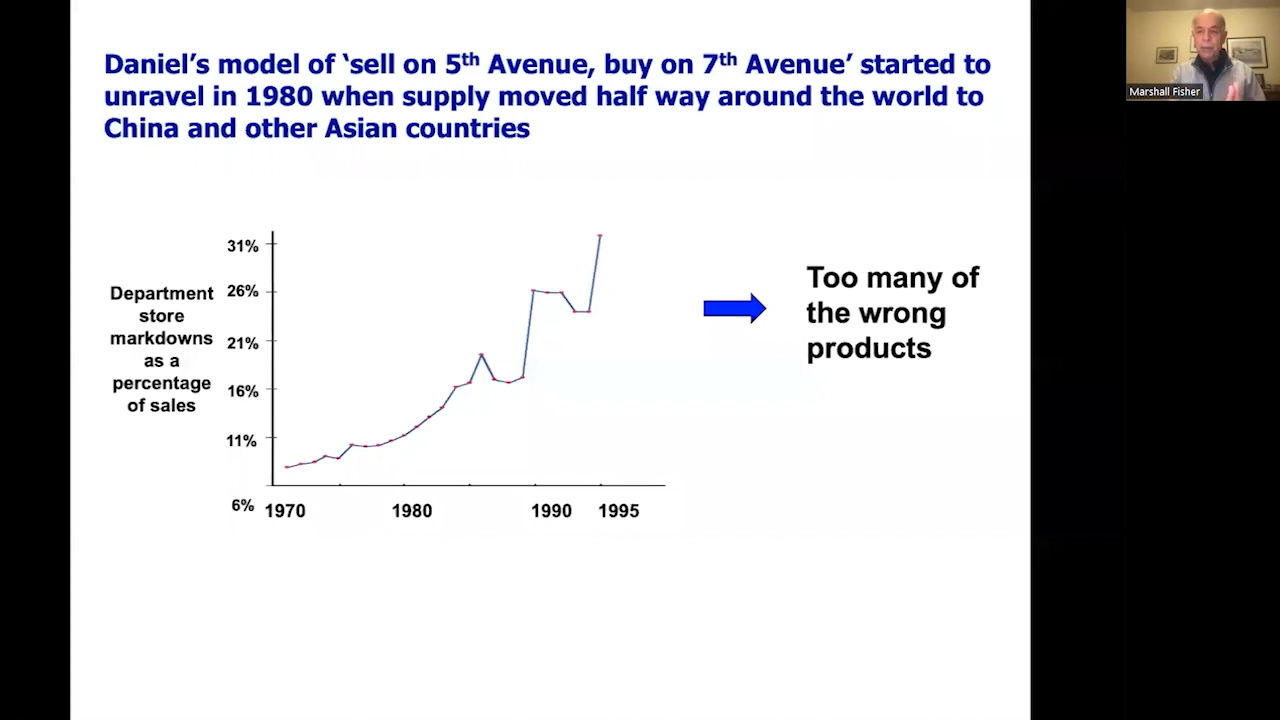 Daniel's model of 'sell on 5th Avenue, buy on 7th Avenue' started to
unravel in 1980 when supply moved half way around the world to
China and other Asian countries
Marshall Fisher
Department
store
markdowns
as a
percentage
of sales
31%
26%
21%
16%
11%
6%
1970
1980
1990
1995
Too many of
the wrong
products